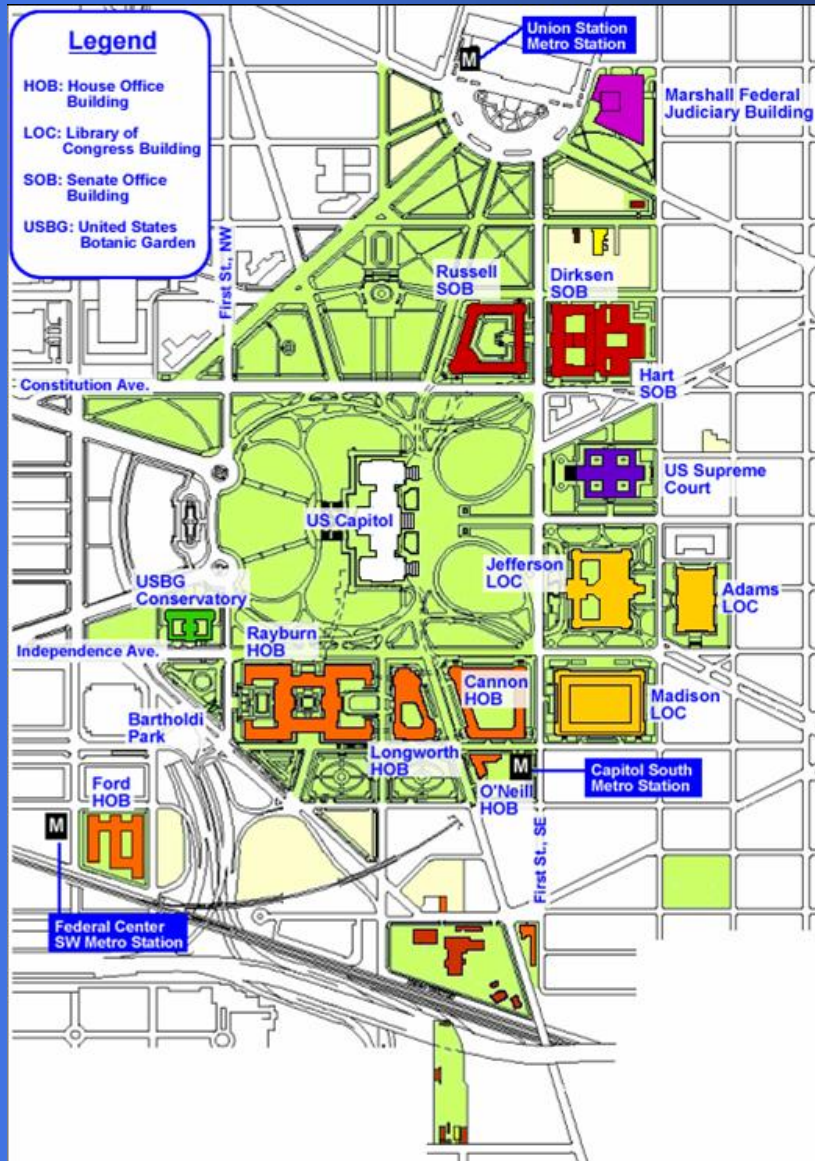 Legend
HOB: House Office
Building
LOC: Library of
Congress Building
SOB: Senate Office
Building
USBG: United States
Botanic Garden
Union Station
Metro Station
M
Marshall Federal
Judiciary Building
First St., NW
Russell
SOB
Dirksen
SOB
Constitution Ave.
Hart
SOB
US Supreme
Court
US Capitol
Jefferson
LOC
Adams
LOC
USBG
Conservatory
Independence Ave.
Rayburn
HOB
Cannon
HOB
Madison
LOC
Bartholdi
Park
Longworth
HOB
M
Capitol South
Metro Station
O'Neill
HOB
Ford
HOB
M
First St., SE
Federal Center
SW Metro Station